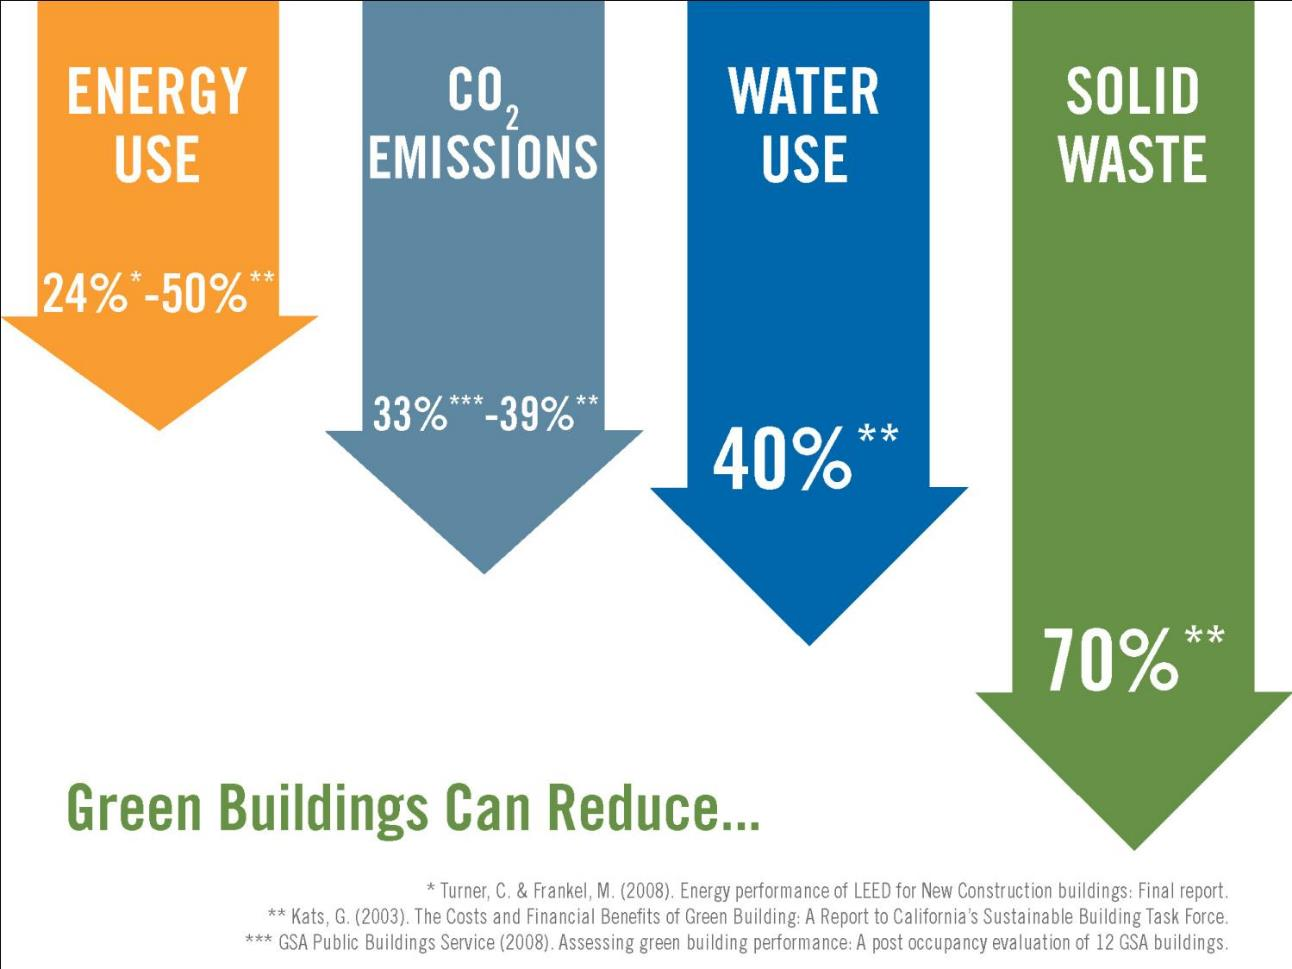 ENERGY
USE
24%*-50%**
CO₂
EMISSIONS
33%***-39%**
WATER
USE
40%**
SOLID
WASTE
70%**
Green Buildings Can Reduce...
* Turner, C. & Frankel, M. (2008). Energy performance of LEED for New Construction buildings: Final report.
** Kats, G. (2003). The Costs and Financial Benefits of Green Building: A Report to California's Sustainable Building Task Force.
*** GSA Public Buildings Service (2008). Assessing green building performance: A post occupancy evaluation of 12 GSA buildings.